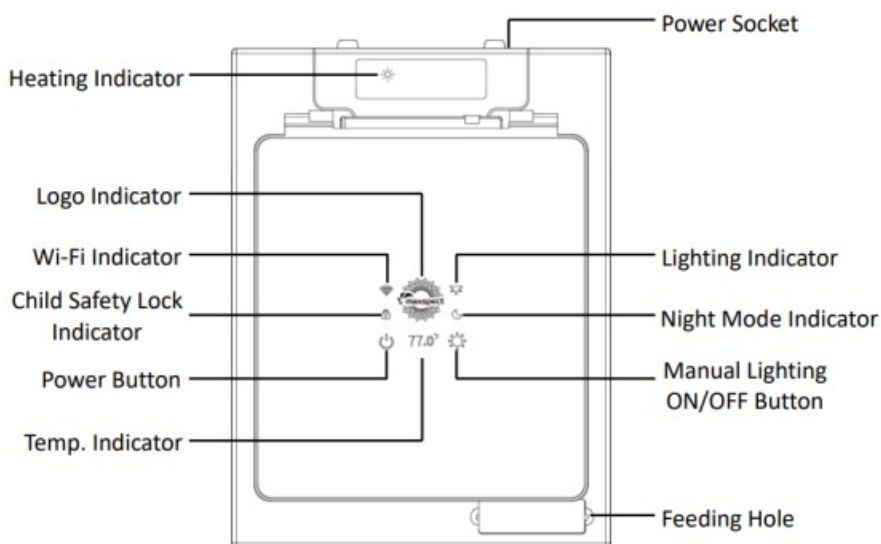 Power Socket
Heating Indicator
Logo Indicator
Wi-Fi Indicator
Lighting Indicator
Child Safety Lock
Indicator
maxspect
Night Mode Indicator
77.0°
Power Button
Manual Lighting
ON/OFF Button
Temp. Indicator
Feeding Hole